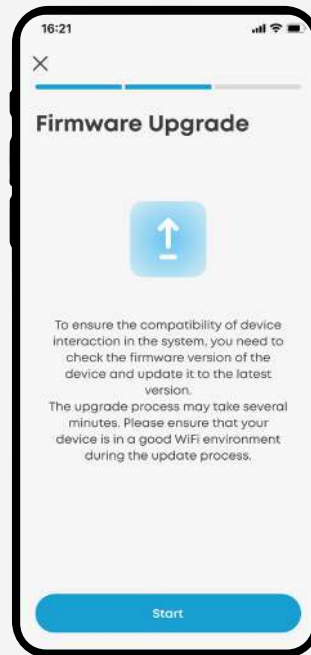 16:21
Firmware Upgrade
To ensure the compatibility of device
interaction in the system, you need to
check the firmware version of the
device and update it to the latest
version.
The upgrade process may take several
minutes. Please ensure that your
device is in a good WiFi environment
during the update process.
Start